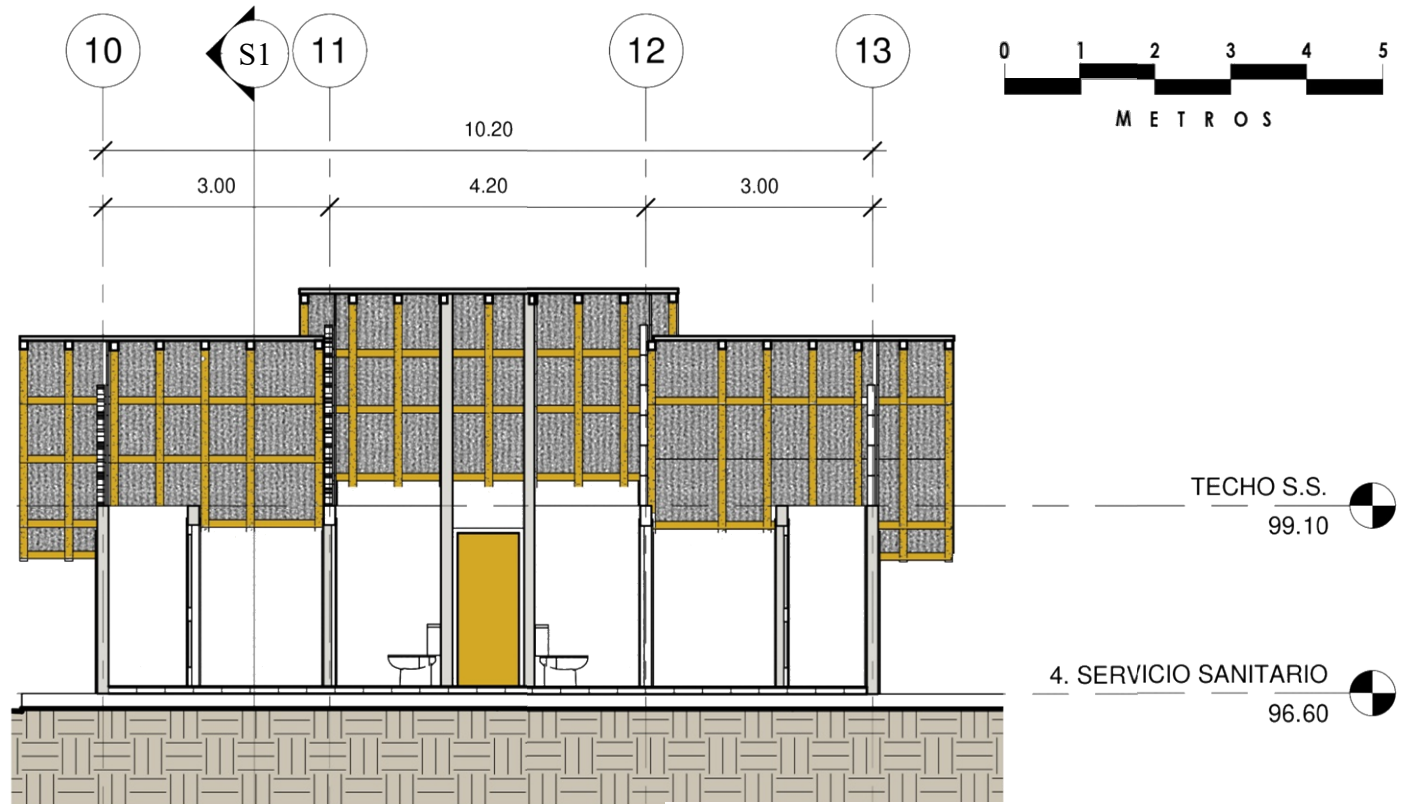 10 S1 11 12 13
0 1 2 3 4 5
METROS
10.20
3.00 4.20 3.00
TECHO S.S.
99.10
4. SERVICIO SANITARIO
96.60